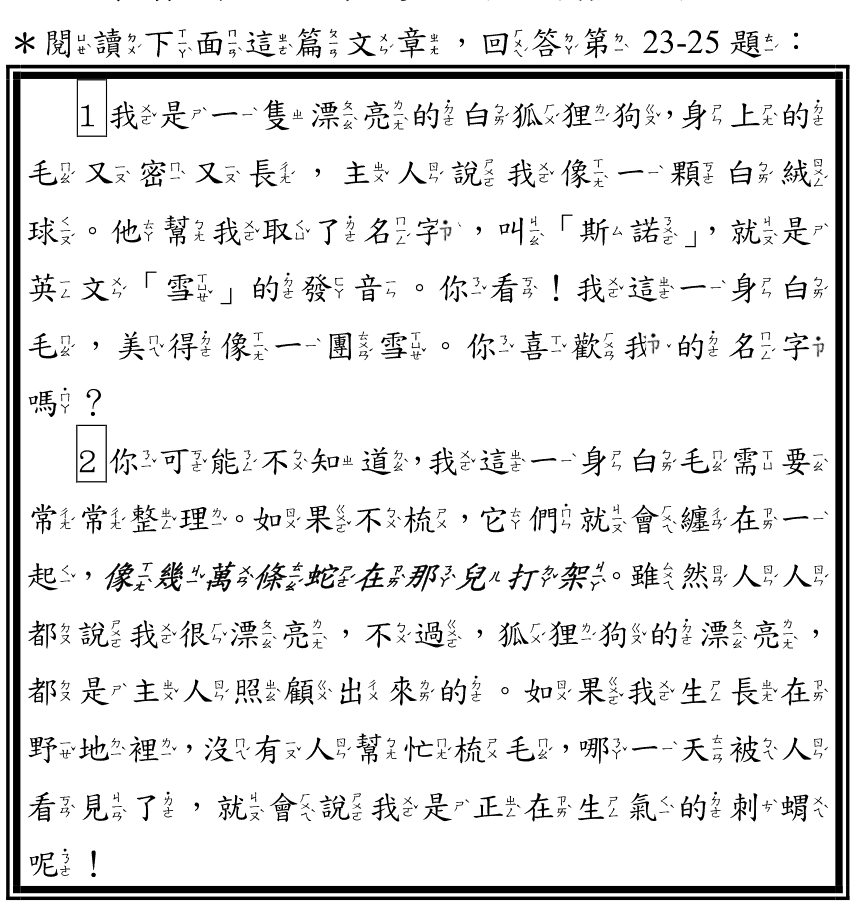 ＊閱讀下面這篇文章，回答第 23-25 題：
1我是一隻漂亮的白狐狸狗，身上的
毛又密又長，主人說我像一顆白絨
球。他幫我取了名字，叫「斯諾」，就是
英文「雪」的發音。你看！我這一身白
毛，美得像一團雪。你喜歡我的名字
嗎？
2你可能不知道，我這一身白毛需要
常常整理。如果不梳，它們就會纏在一
起，像幾萬條蛇在那兒打架。雖然人人
都說我很漂亮，不過，狐狸狗的漂亮，
都是主人照顧出來的。如果我生長在
野地裡，沒有人幫忙梳毛，哪一天被人
看見了，就會說我是正在生氣的刺蝟
呢！